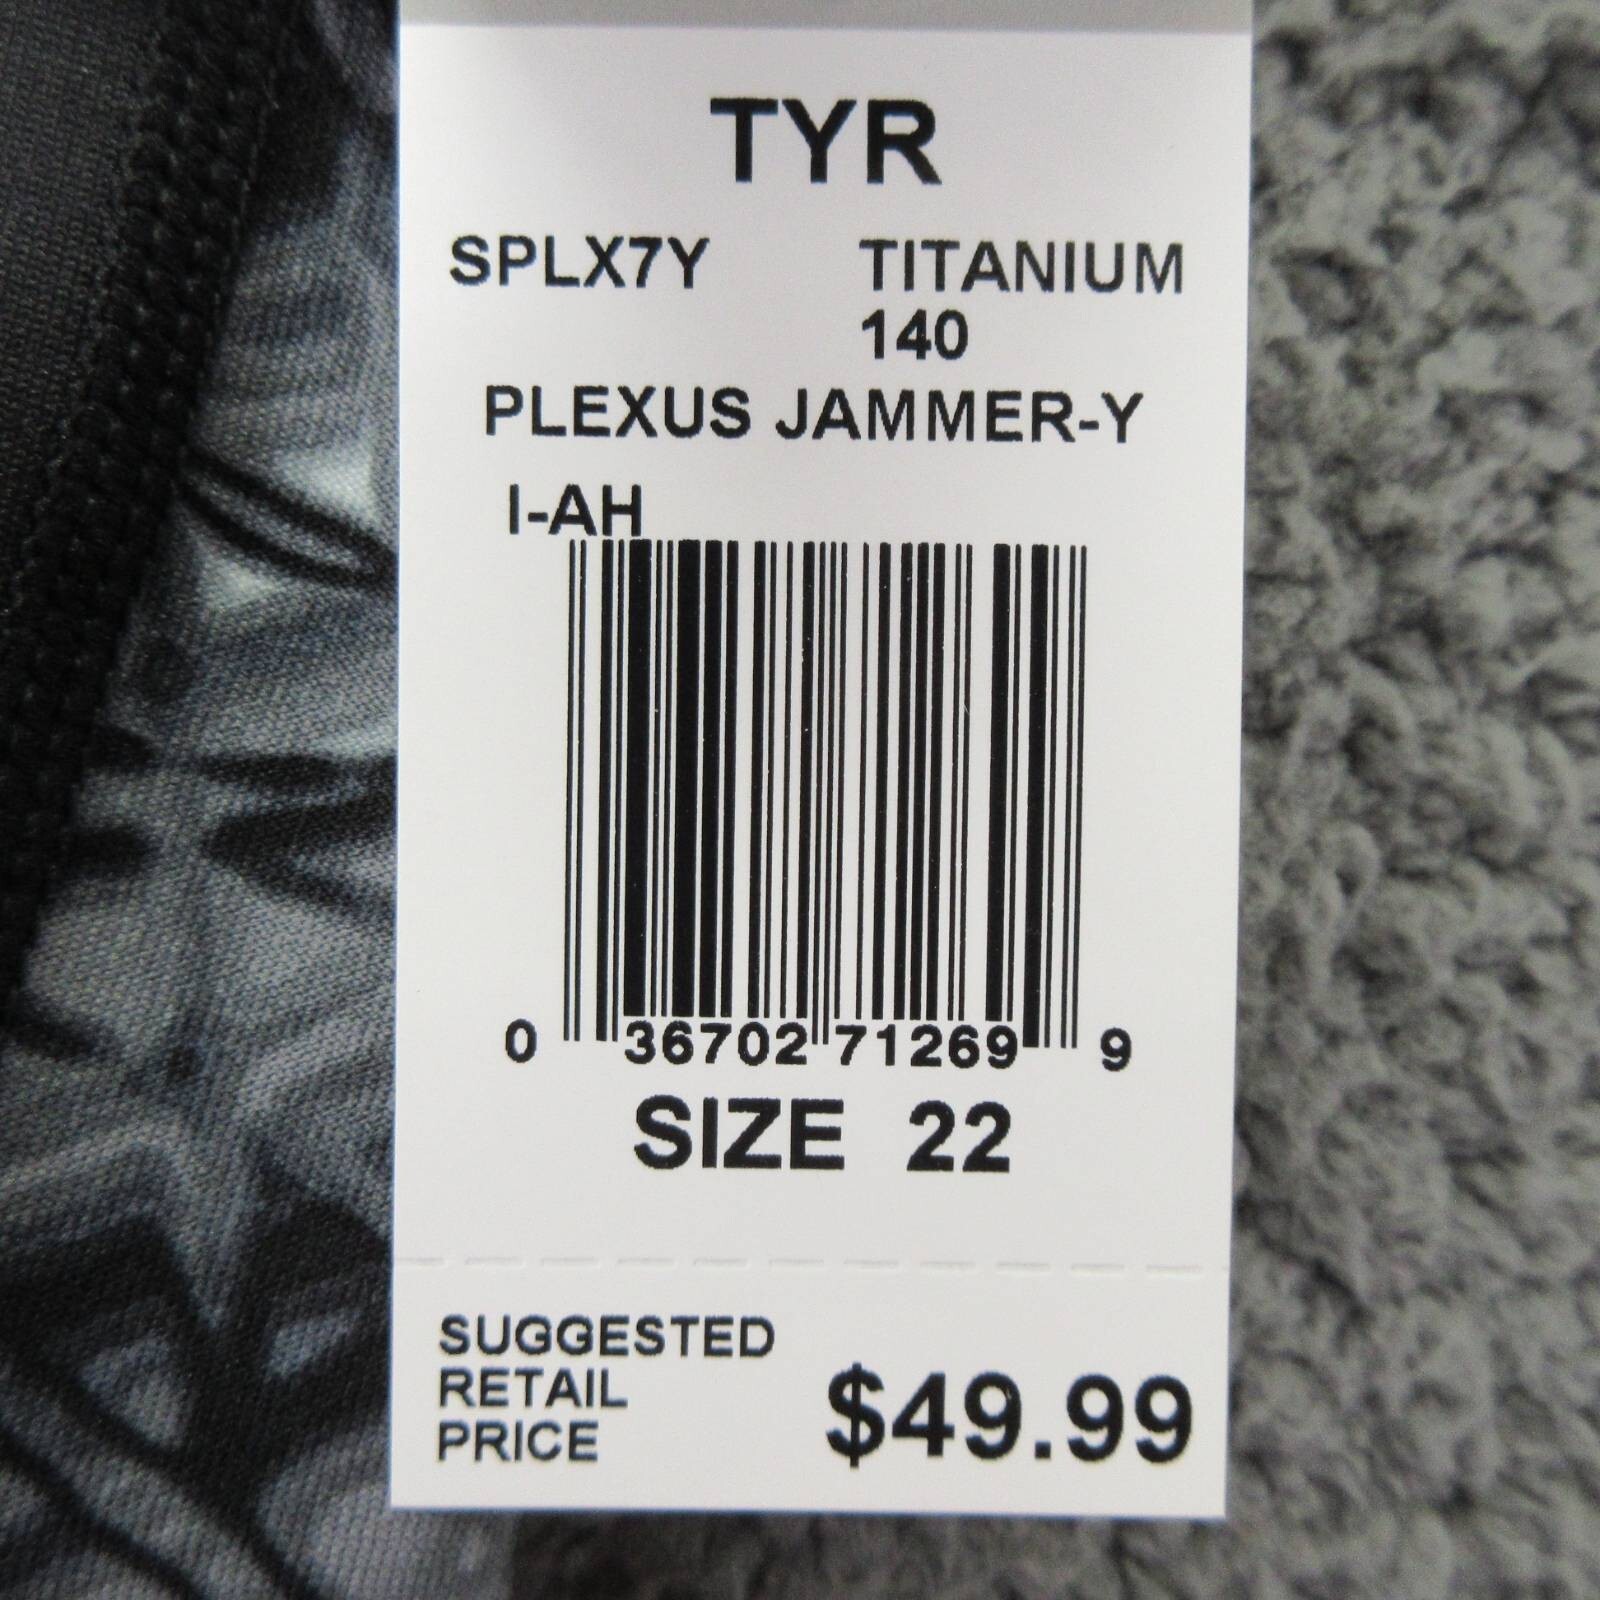 TYR
SPLX7Y TITANIUM
140
PLEXUS JAMMER-Y
I-AH
0 36702 71269 9
SIZE 22
SUGGESTED
RETAIL
PRICE $49.99